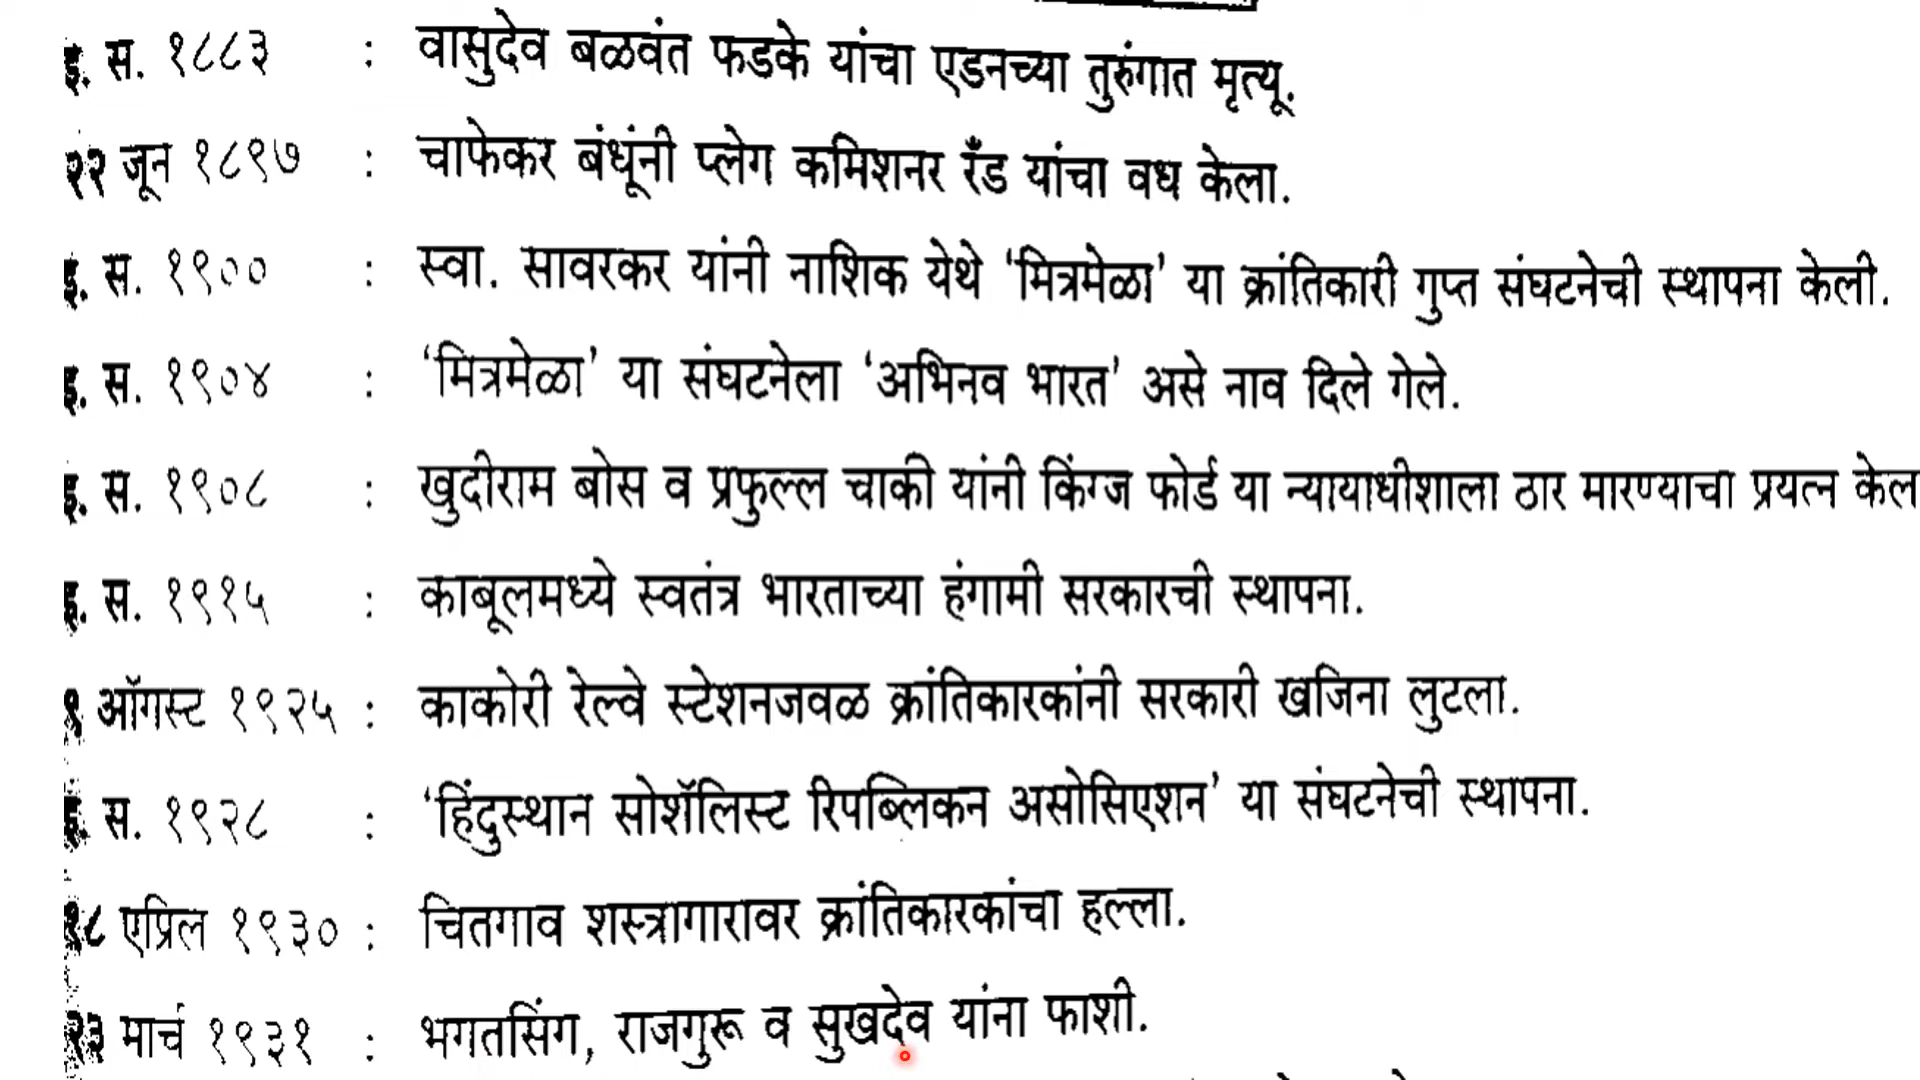 इ. स. १८८३ : वासुदेव बळवंत फडके यांचा एडनच्या तुरुंगात मृत्यू.
२२ जून १८९७ : चाफेकर बंधूंनी प्लेग कमिशनर रँड यांचा वध केला.
इ. स. १९०० : स्वा. सावरकर यांनी नाशिक येथे ‘मित्रमेळा’ या क्रांतिकारी गुप्त संघटनेची स्थापना केली.
इ. स. १९०४ : ‘मित्रमेळा’ या संघटनेला ‘अभिनव भारत’ असे नाव दिले गेले.
इ. स. १९०८ : खुदीराम बोस व प्रफुल्ल चाकी यांनी किंग्ज फोर्ड या न्यायाधीशाला ठार मारण्याचा प्रयत्न केल
इ. स. १९१५ : काबूलमध्ये स्वतंत्र भारताच्या हंगामी सरकारची स्थापना.
९ ऑगस्ट १९२५ : काकोरी रेल्वे स्टेशनजवळ क्रांतिकारकांनी सरकारी खजिना लुटला.
इ. स. १९२८ : ‘हिंदुस्थान सोशॅलिस्ट रिपब्लिकन असोसिएशन’ या संघटनेची स्थापना.
१८ एप्रिल १९३० : चितगाव शस्त्रागारावर क्रांतिकारकांचा हल्ला.
२३ मार्च १९३१ : भगतसिंग, राजगुरू व सुखदेव यांना फाशी.